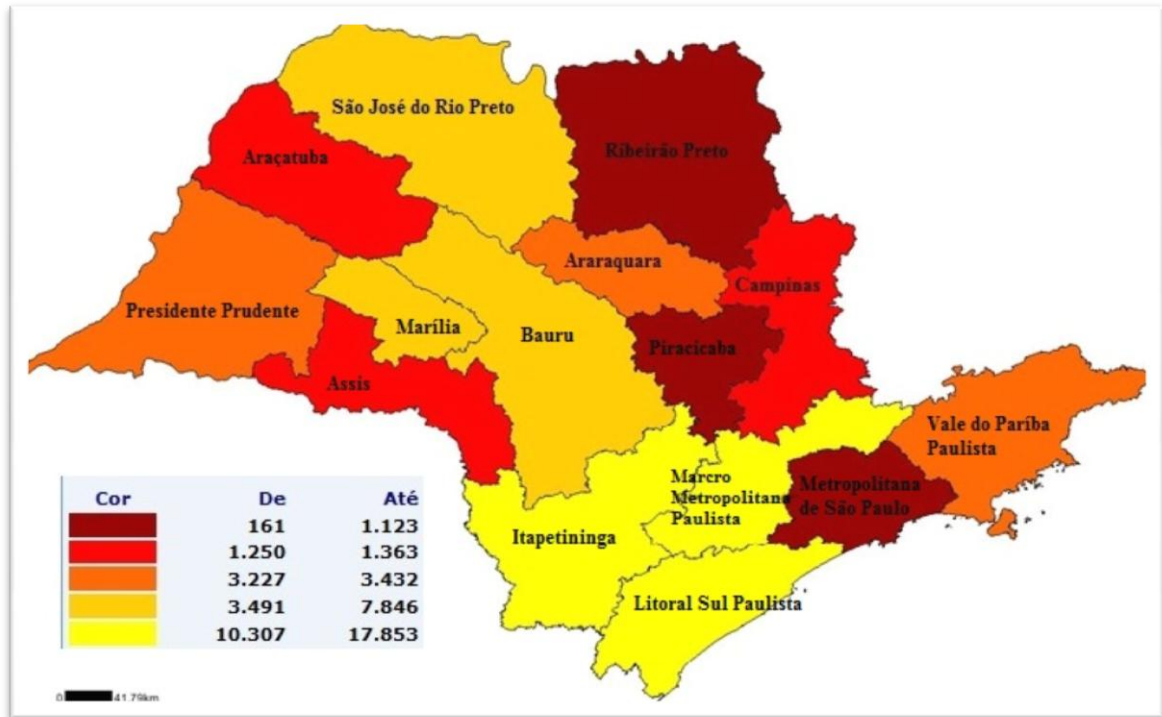 São José do Rio Preto
Ribeirão Preto
Araçatuba
Araraquara
Campinas
Presidente Prudente
Marília
Bauru
Piracicaba
Assis
Vale do Paríba
Paulista
Marcro
Metropolitana
Paulista
Metropolitana
de São Paulo
Itapetininga
Litoral Sul Paulista
Cor De Até
161 1.123
1.250 1.363
3.227 3.432
3.491 7.846
10.307 17.853
0 41.79km